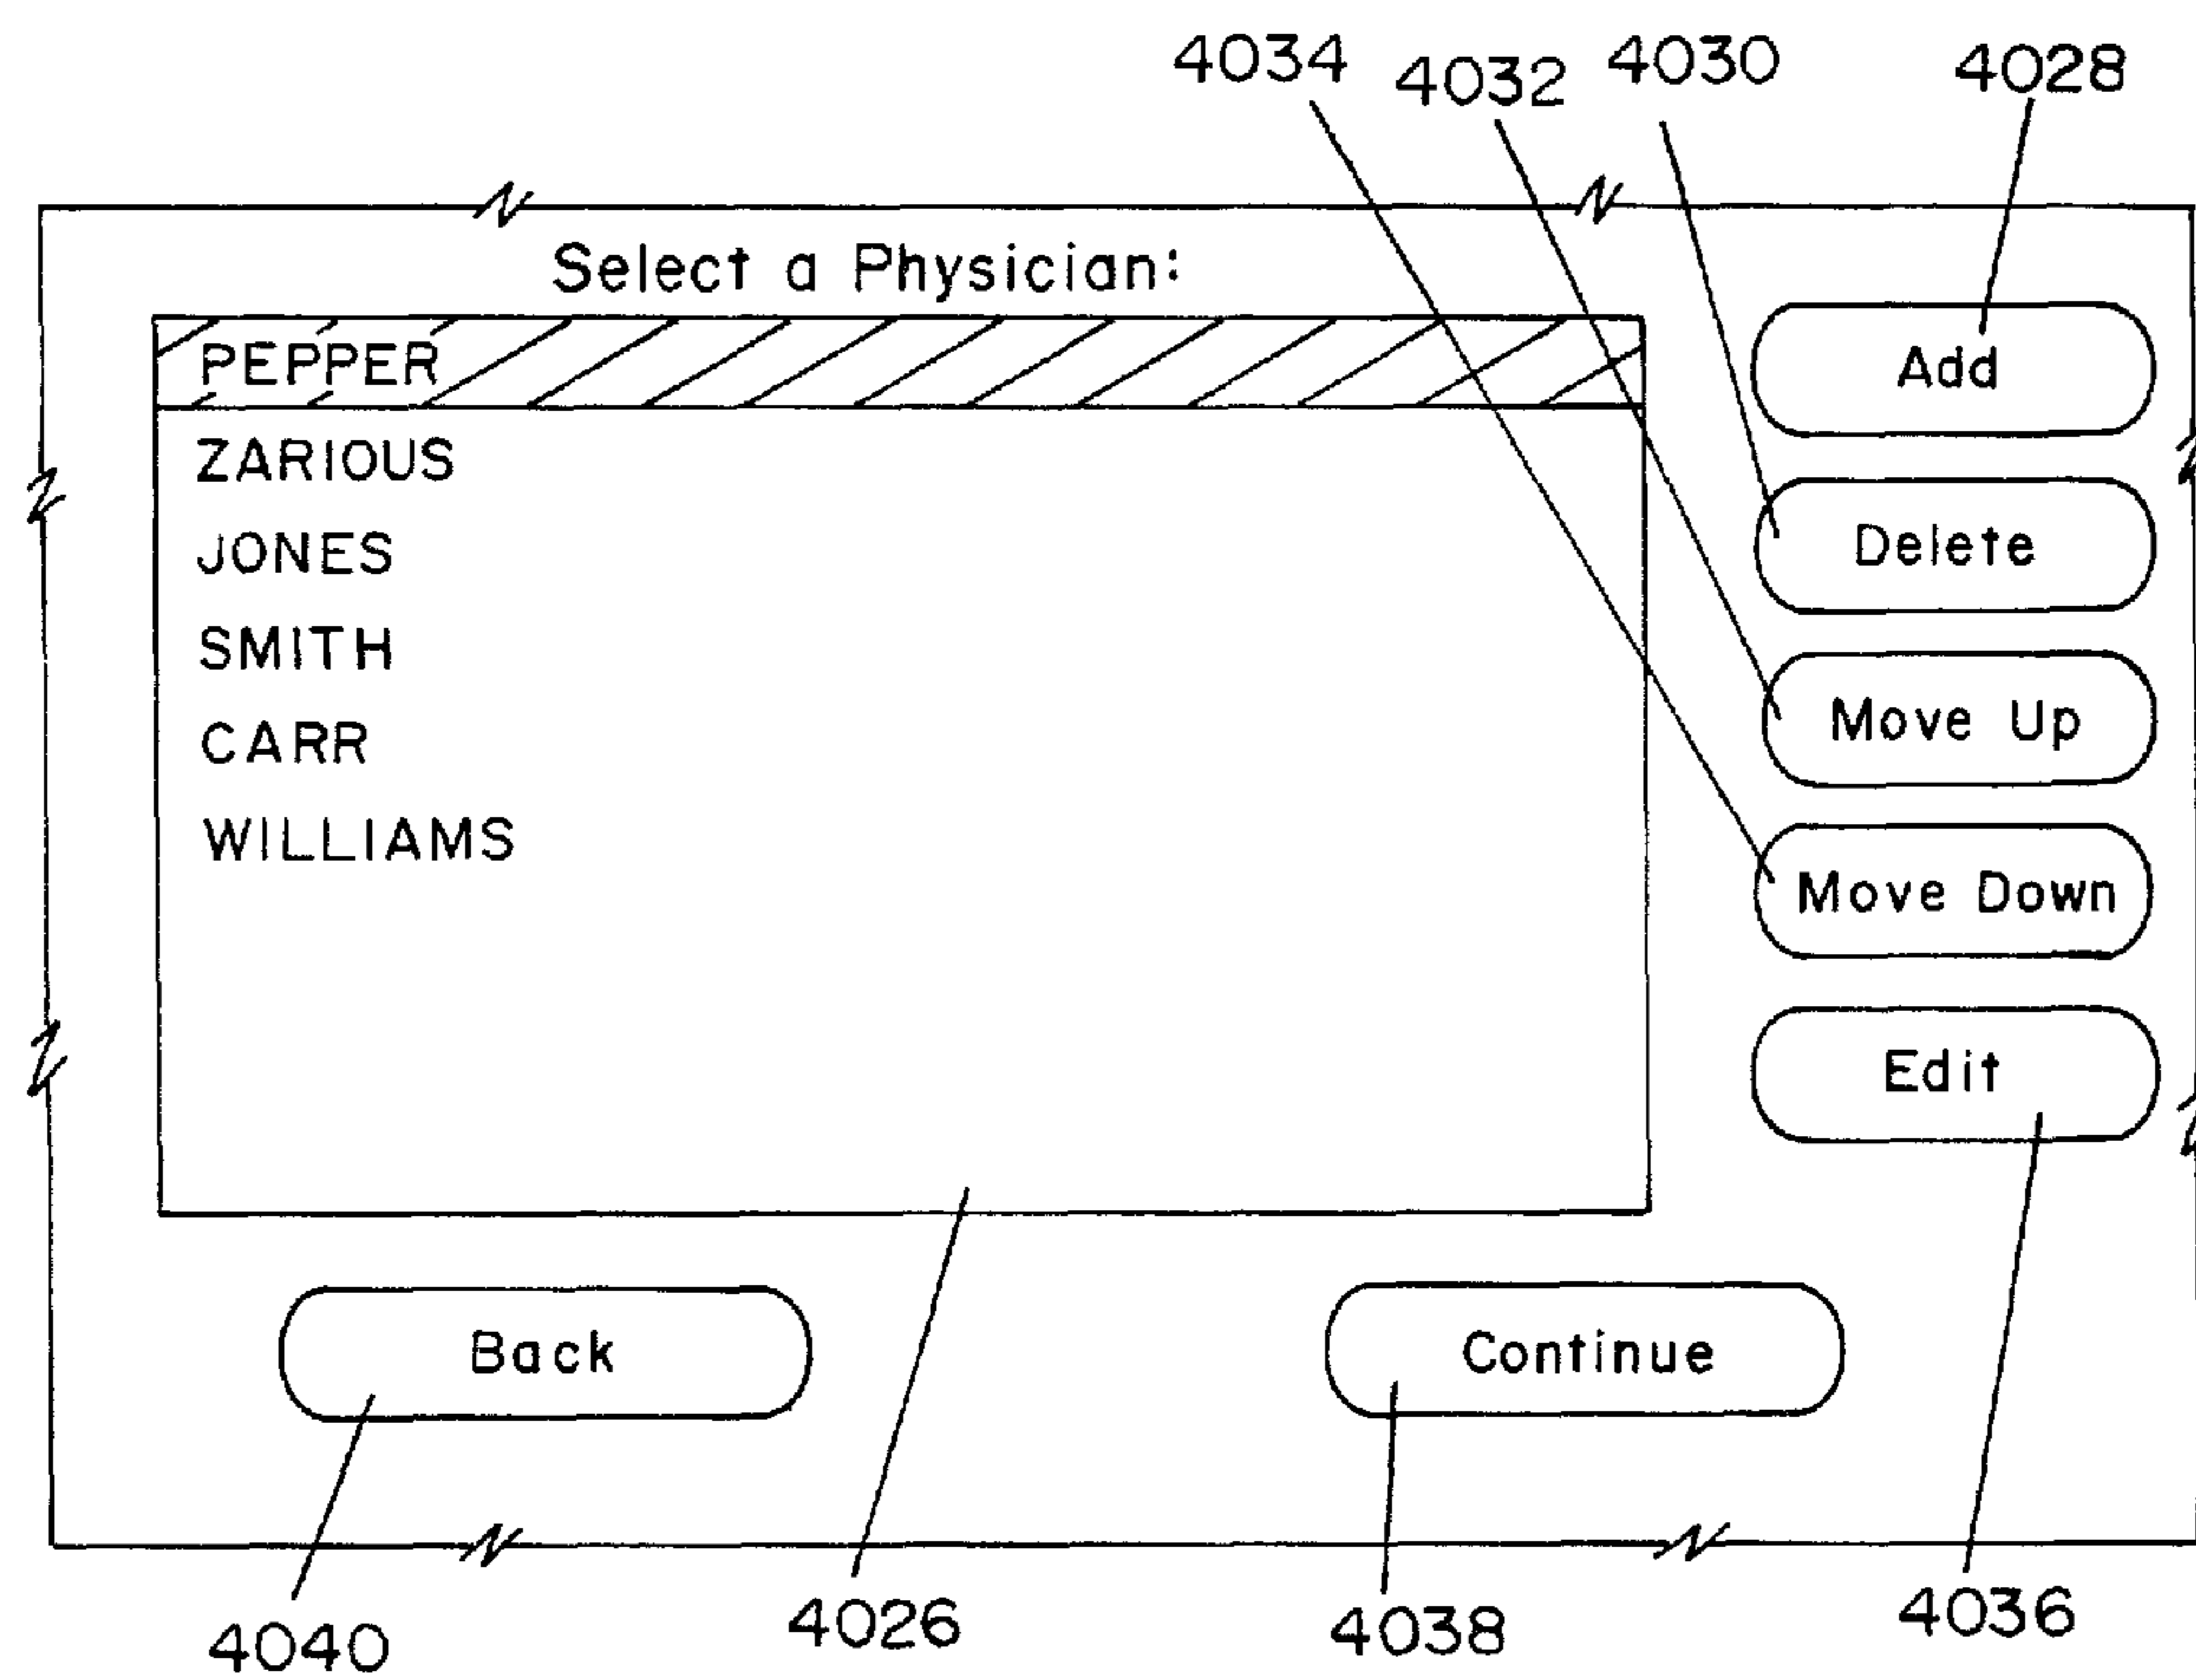 4034 4032 4030 4028
Select a Physician:
PEPPER
ZARIOUS
JONES
SMITH
CARR
WILLIAMS
Add
Delete
Move Up
Move Down
Edit
Back
Continue
4040 4026 4038 4036